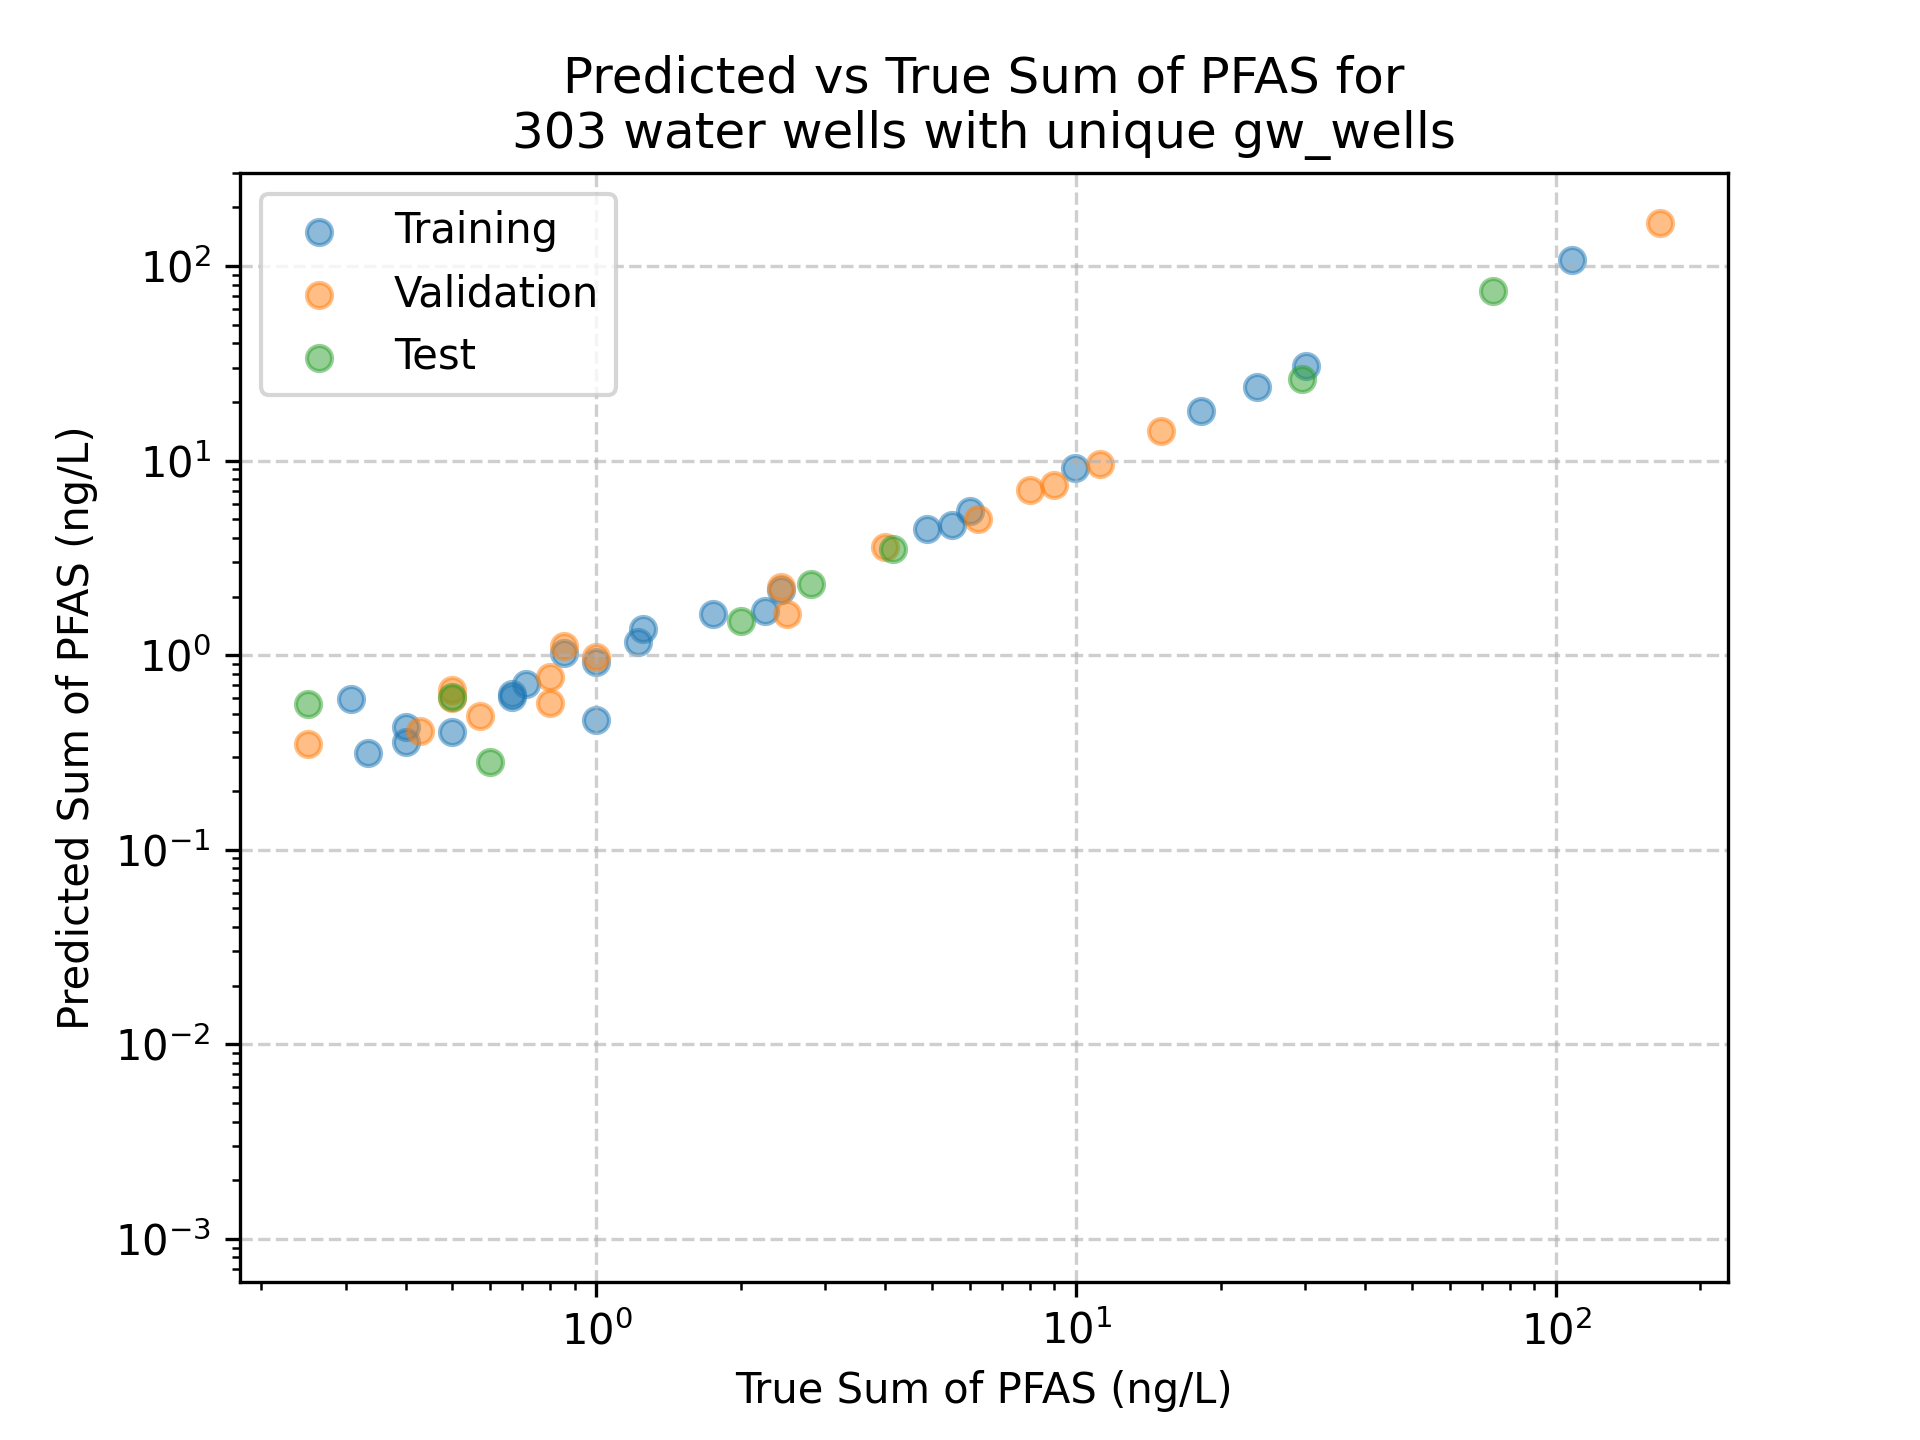 Predicted vs True Sum of PFAS for
303 water wells with unique gw_wells
Training
Validation
Test
10²
10¹
10⁰
10⁻¹
10⁻²
10⁻³
Predicted Sum of PFAS (ng/L)
10⁰ 10¹ 10²
True Sum of PFAS (ng/L)